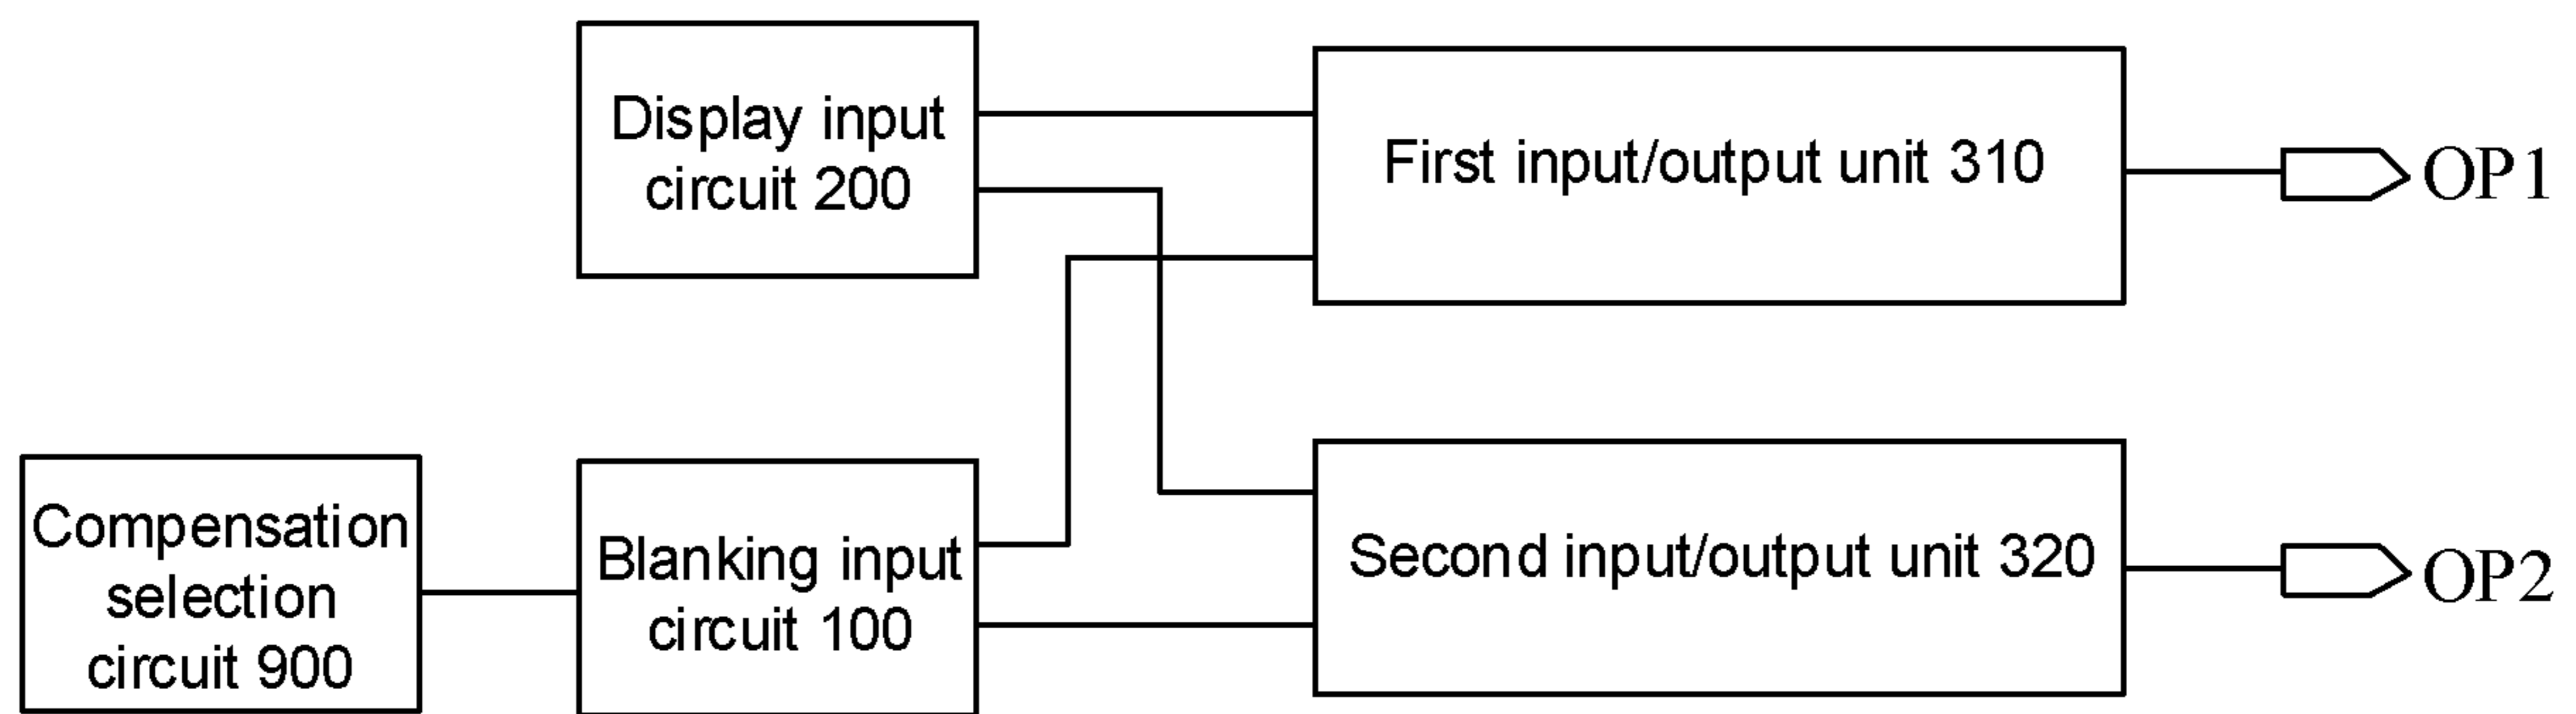 Display input
circuit 200
First input/output unit 310
OP1
Compensation
selection
circuit 900
Blanking input
circuit 100
Second input/output unit 320
OP2